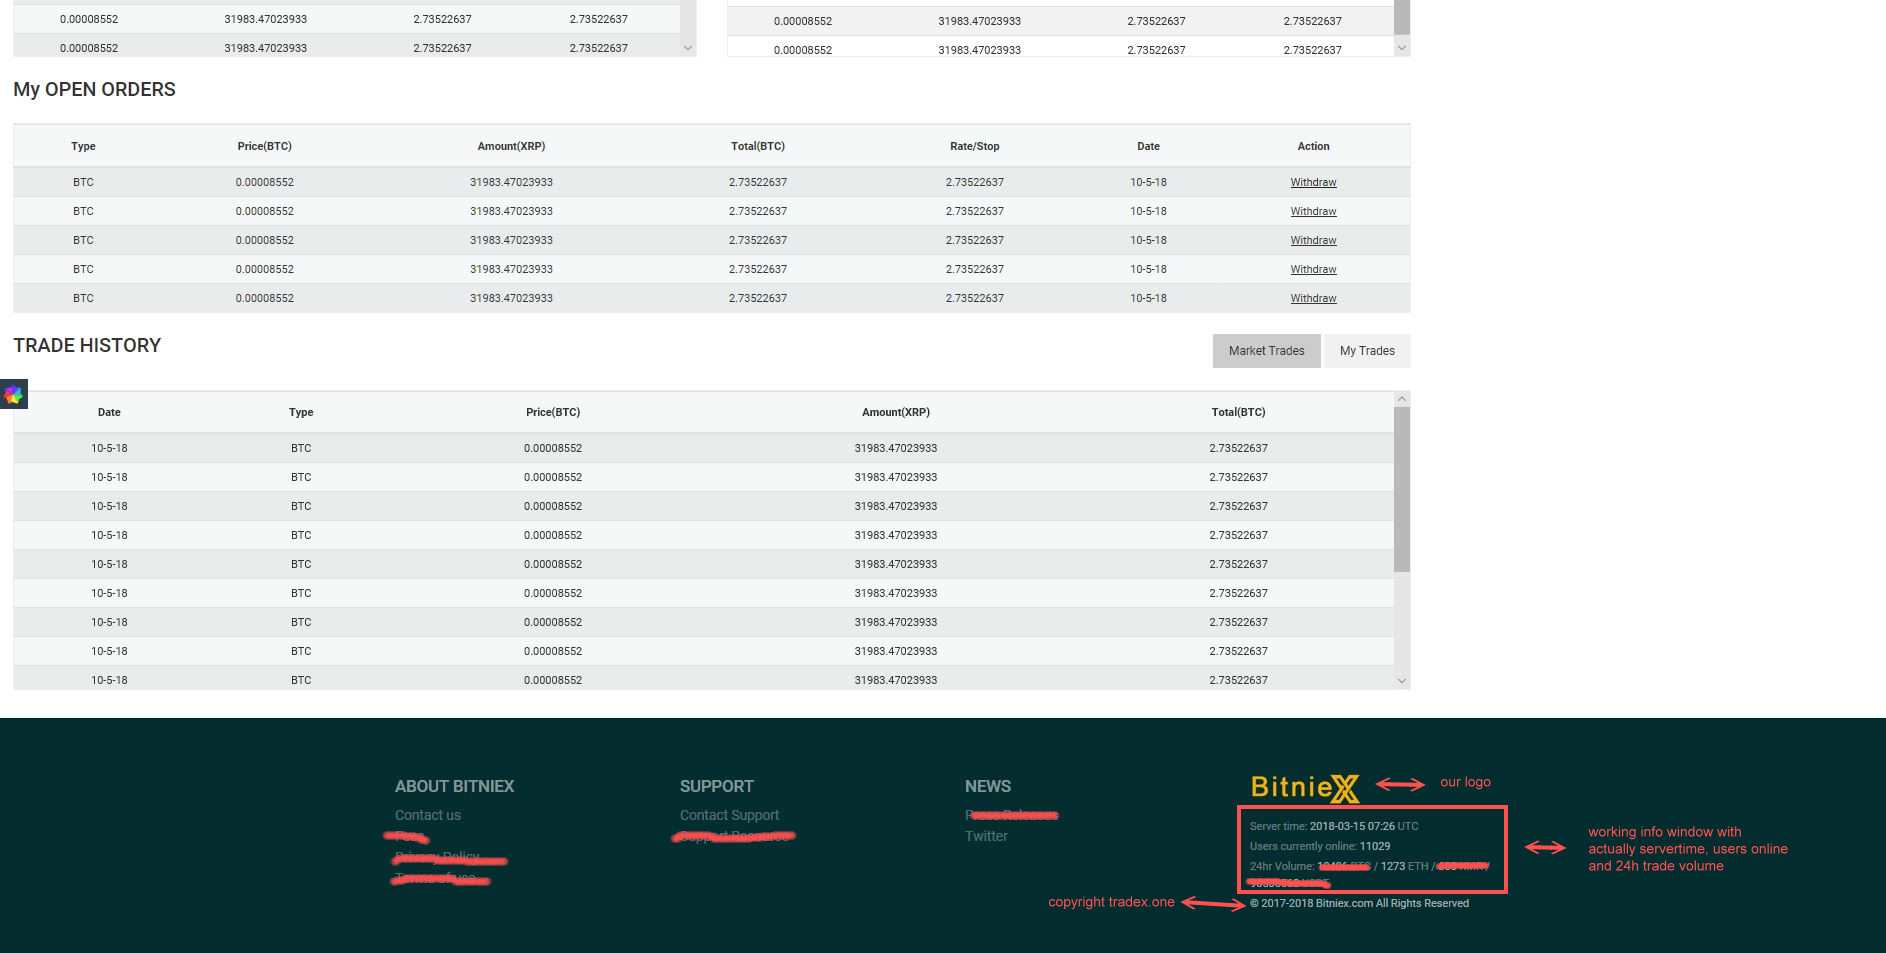 0.00008552 31983.47023933 2.73522637 2.73522637 0.00008552 31983.47023933 2.73522637 2.73522637
0.00008552 31983.47023933 2.73522637 2.73522637 0.00008552 31983.47023933 2.73522637 2.73522637
My OPEN ORDERS
Type Price(BTC) Amount(XRP) Total(BTC) Rate/Stop Date Action
BTC 0.00008552 31983.47023933 2.73522637 2.73522637 10-5-18 Withdraw
BTC 0.00008552 31983.47023933 2.73522637 2.73522637 10-5-18 Withdraw
BTC 0.00008552 31983.47023933 2.73522637 2.73522637 10-5-18 Withdraw
BTC 0.00008552 31983.47023933 2.73522637 2.73522637 10-5-18 Withdraw
BTC 0.00008552 31983.47023933 2.73522637 2.73522637 10-5-18 Withdraw
TRADE HISTORY Market Trades My Trades
Date Type Price(BTC) Amount(XRP) Total(BTC)
10-5-18 BTC 0.00008552 31983.47023933 2.73522637
10-5-18 BTC 0.00008552 31983.47023933 2.73522637
10-5-18 BTC 0.00008552 31983.47023933 2.73522637
10-5-18 BTC 0.00008552 31983.47023933 2.73522637
10-5-18 BTC 0.00008552 31983.47023933 2.73522637
10-5-18 BTC 0.00008552 31983.47023933 2.73522637
10-5-18 BTC 0.00008552 31983.47023933 2.73522637
10-5-18 BTC 0.00008552 31983.47023933 2.73522637
10-5-18 BTC 0.00008552 31983.47023933 2.73522637
ABOUT BITNIEX
Contact us
Privacy Policy
Terms of use
SUPPORT
Contact Support
Support Resource
NEWS
Press Releases
Twitter
BitnieX
our logo
Server time: 2018-03-15 07:26 UTC
Users currently online: 11029
24hr Volume: / 1273 ETH /
working info window with
actually servertime, users online
and 24h trade volume
copyright tradex.one
© 2017-2018 Bitniex.com All Rights Reserved